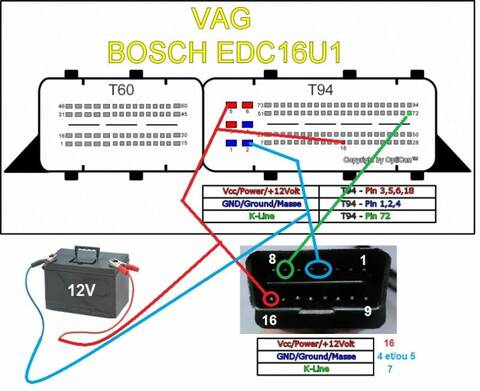 VAG
BOSCH EDC16U1
T60
T94
46 60
31 45
16 30
1 15
5 6
73 94
51 72
3 4
29 50
1 2
7 28
18
Copyright by OptiCan™
Vcc/Power/+12Volt T94 - Pin 3,5,6,18
GND/Ground/Masse T94 - Pin 1,2,4
K-Line T94 - Pin 72
8 1
12V
16 9
Vcc/Power/+12Volt 16
GND/Ground/Masse 4 et/ou 5
K-Line 7